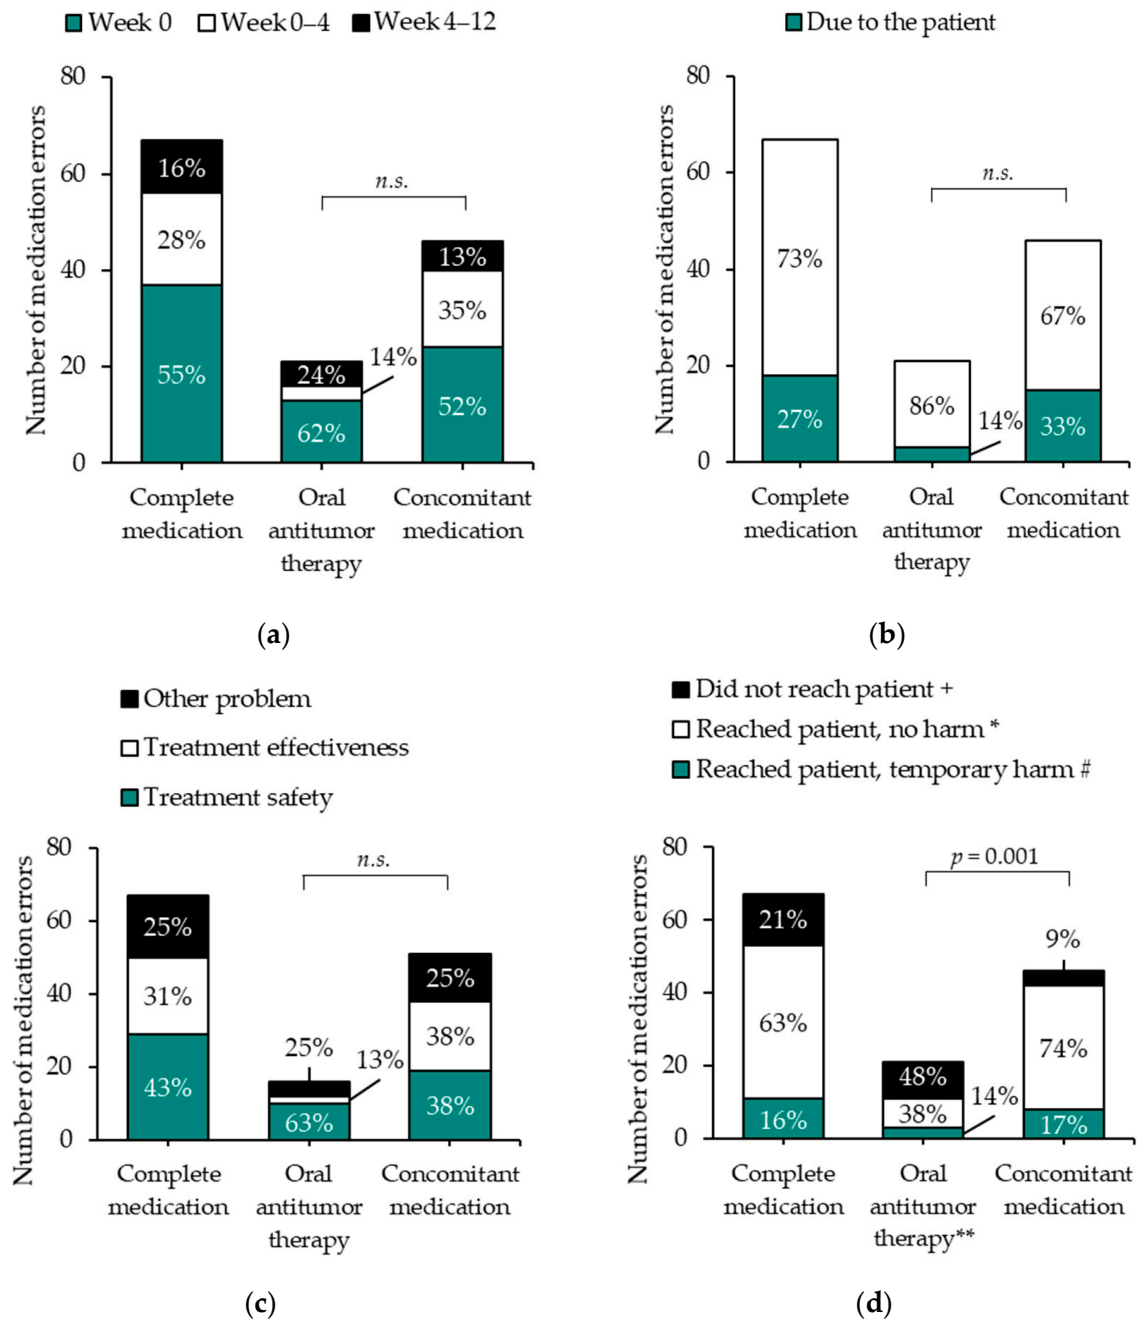 Week 0 Week 0–4 Week 4–12
Number of medication errors
80
60
40
20
0
16%
28%
55%
n.s.
24%
14%
62%
13%
35%
52%
Complete medication
Oral antitumor therapy
Concomitant medication
(a)
Due to the patient
Number of medication errors
80
60
40
20
0
73%
27%
n.s.
86%
14%
67%
33%
Complete medication
Oral antitumor therapy
Concomitant medication
(b)
Other problem
Treatment effectiveness
Treatment safety
Number of medication errors
80
60
40
20
0
25%
31%
43%
n.s.
25%
13%
63%
25%
38%
38%
Complete medication
Oral antitumor therapy
Concomitant medication
(c)
Did not reach patient +
Reached patient, no harm *
Reached patient, temporary harm #
Number of medication errors
80
60
40
20
0
21%
63%
16%
p = 0.001
48%
38%
14%
9%
74%
17%
Complete medication
Oral antitumor therapy**
Concomitant medication
(d)